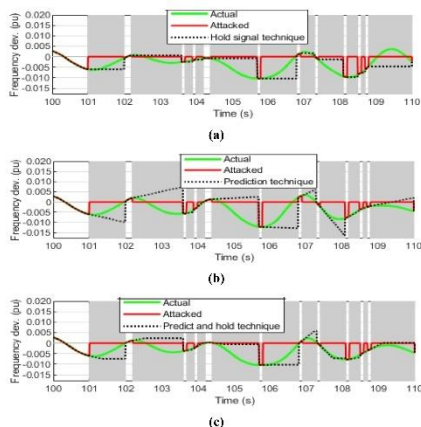 Actual
Attacked
Hold signal technique
Frequency dev. (pu)
0.020
0.015
0.010
0.005
0
-0.005
-0.010
-0.015
100 101 102 103 104 105 106 107 108 109 110
Time (s)
(a)
Actual
Attacked
Prediction technique
Frequency dev. (pu)
0.020
0.015
0.010
0.005
0
-0.005
-0.010
-0.015
100 101 102 103 104 105 106 107 108 109 110
Time (s)
(b)
Actual
Attacked
Predict and hold technique
Frequency dev. (pu)
0.020
0.015
0.010
0.005
0
-0.005
-0.010
-0.015
100 101 102 103 104 105 106 107 108 109 110
Time (s)
(c)